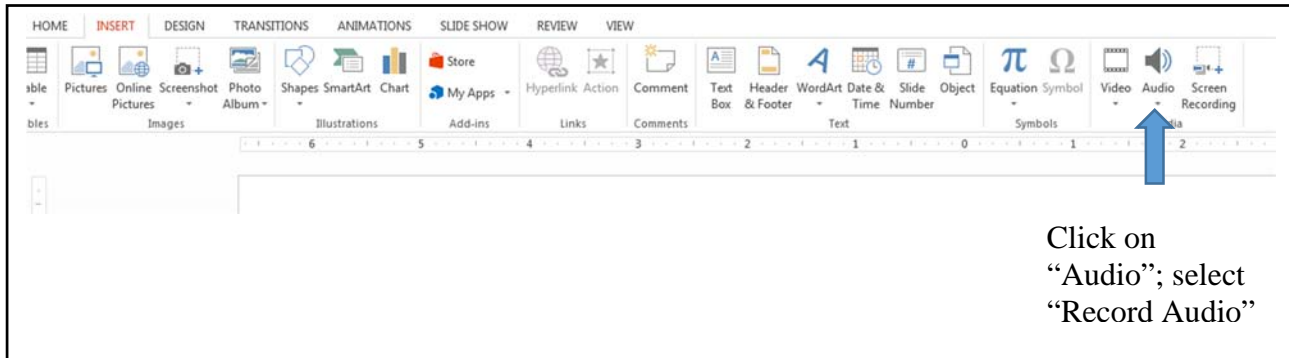 HOME INSERT DESIGN TRANSITIONS ANIMATIONS SLIDE SHOW REVIEW VIEW
Store
My Apps
Pictures Online Screenshot Photo Shapes SmartArt Chart Hyperlink Action Comment Text Header WordArt Date & Slide Object Equation Symbol Video Audio Screen
Pictures Album Box & Footer Time Number Recording
Images Illustrations Add-ins Links Comments Text Symbols
6 5 4 3 2 1 0 1 2
Click on
“Audio”; select
“Record Audio”